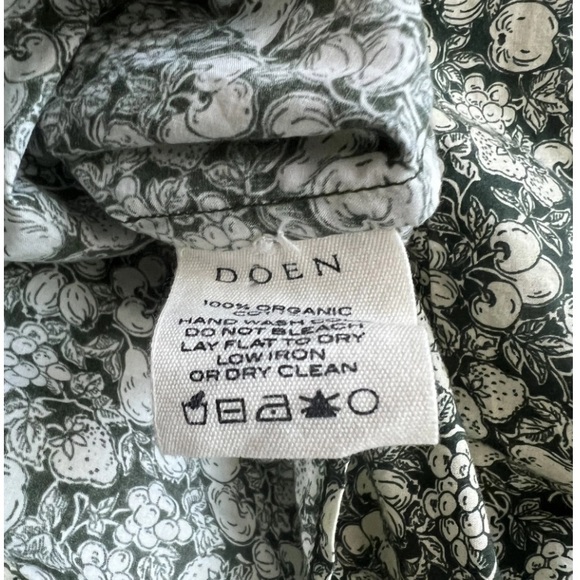 DOEN
100% ORGANIC
HAND WASH
DO NOT BLEACH
LAY FLAT TO DRY
LOW IRON
OR DRY CLEAN